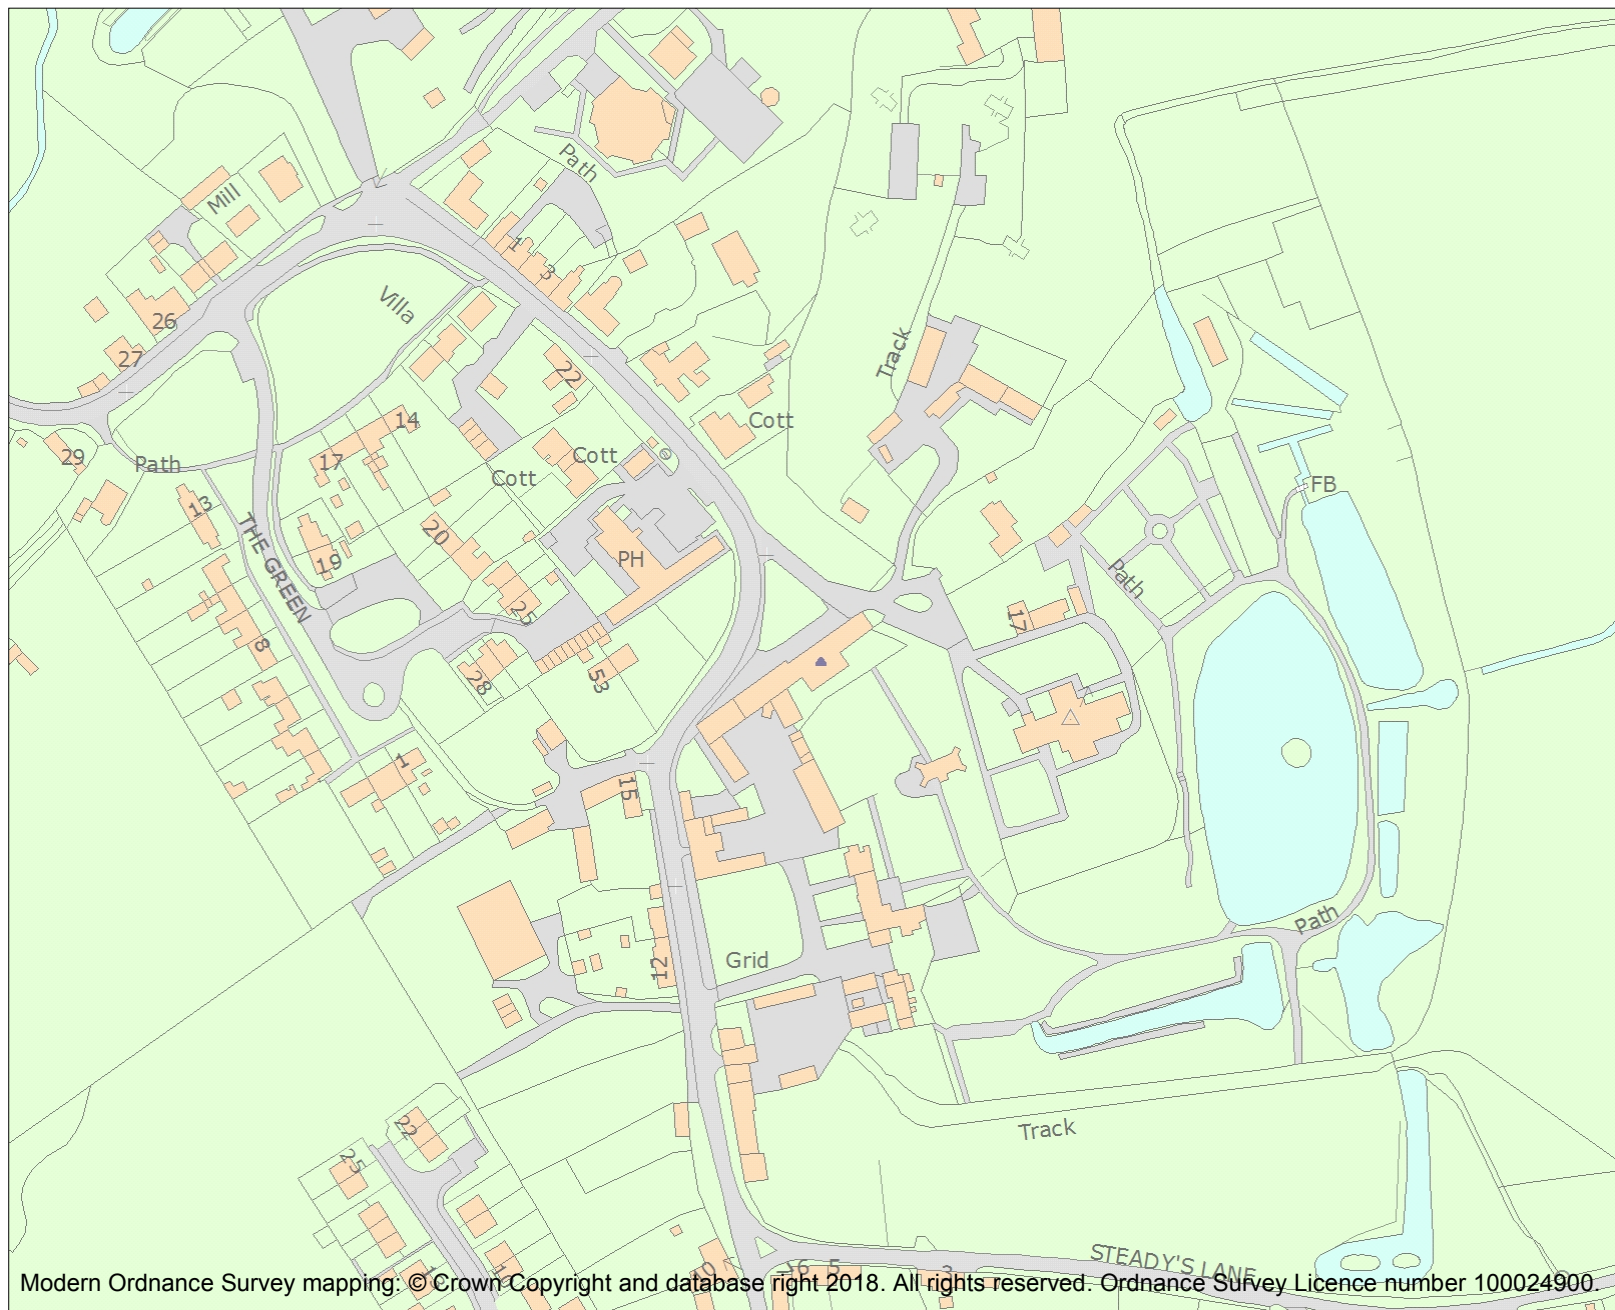 Path
Mill
1
3
Villa
26
27
22
Track
14
Cott
29
Path
17
Cott
Cott
FB
13
20
THE GREEN
PH
19
Path
25
17
8
28
53
1
15
Path
12
Grid
22
Track
25
STEADY'S LANE
5
3
Modern Ordnance Survey mapping: © Crown Copyright and database right 2018. All rights reserved. Ordnance Survey Licence number 100024900.